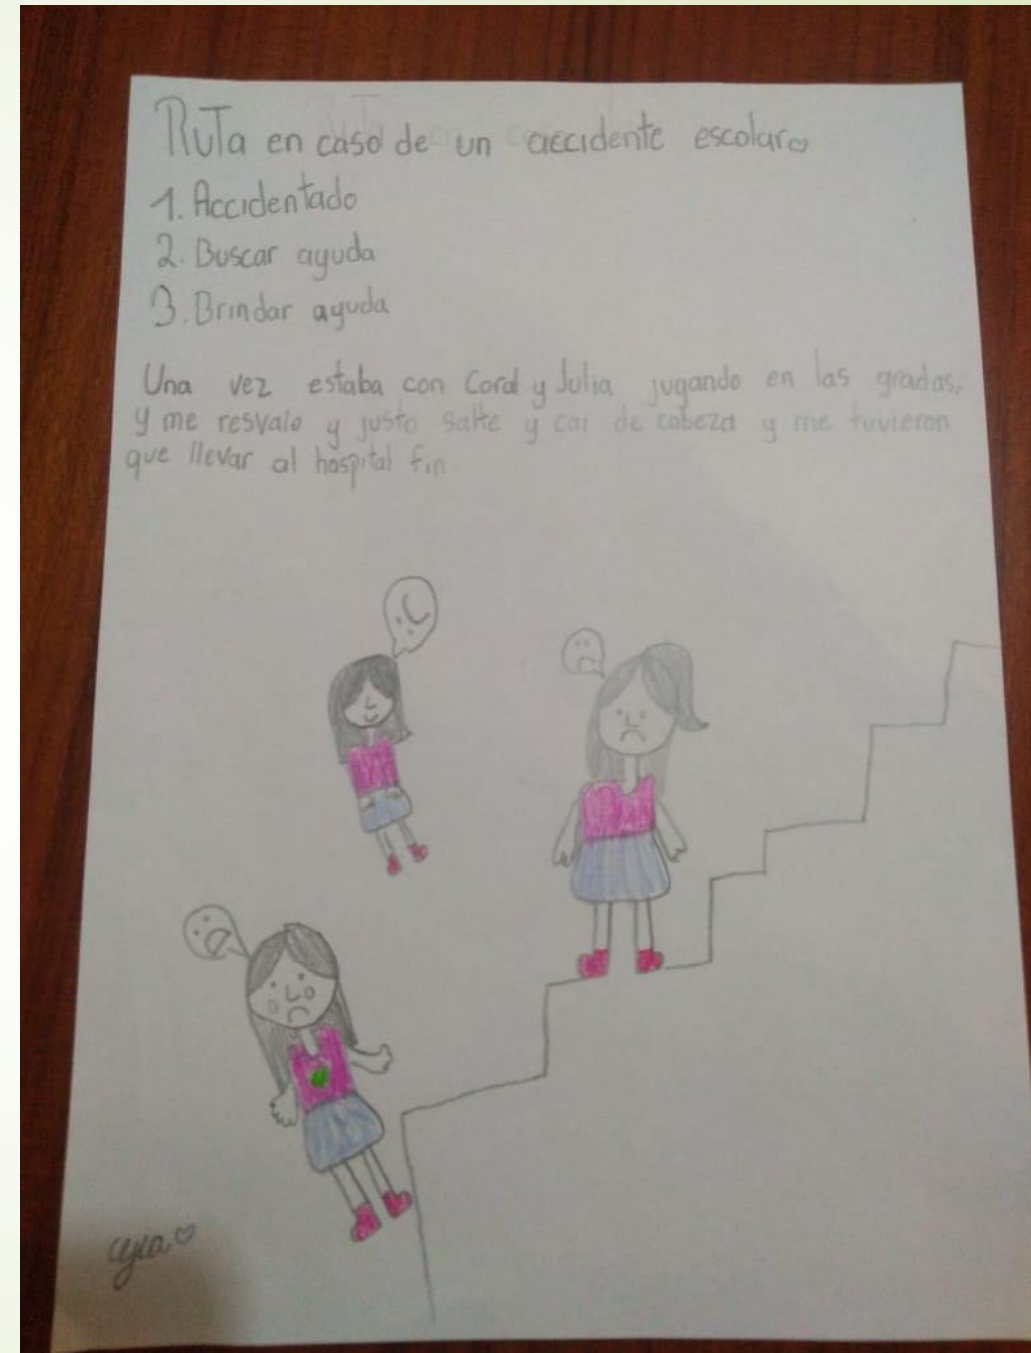 Ruta en caso de un accidente escolar
1. Accidentado
2. Buscar ayuda
3. Brindar ayuda
Una vez estaba con Coral y Julia jugando en las gradas,
y me resvalo y justo salte y cai de cabeza y me tuvieron
que llevar al hospital fin